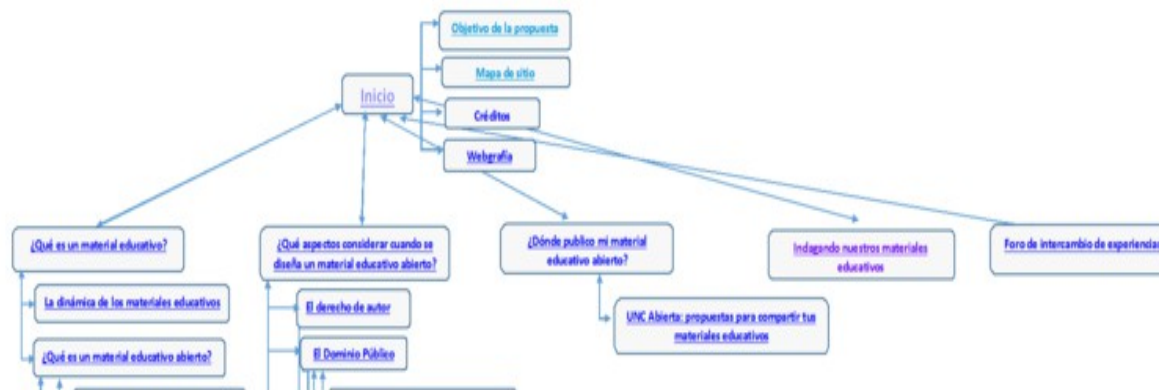 Objetivo de la propuesta
Mapa de sitio
Inicio
Créditos
Webgrafía
¿Qué es un material educativo?
¿Qué aspectos considerar cuando se
diseña un material educativo abierto?
¿Dónde publico mi material
educativo abierto?
Indagando nuestros materiales
educativos
Foro de intercambio de experiencias
La dinámica de los materiales educativos
El derecho de autor
UNC Abierta: propuestas para compartir tus
materiales educativos
¿Qué es un material educativo abierto?
El Dominio Público